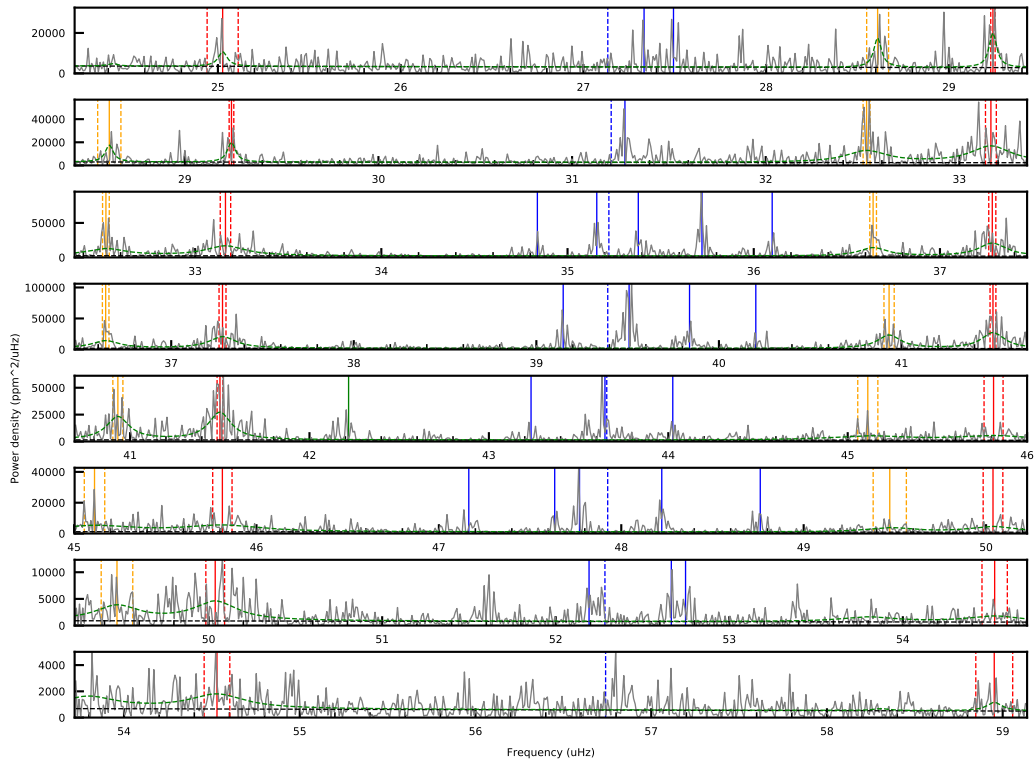 20000
0
25 26 27 28 29
40000
20000
0
29 30 31 32 33
50000
0
33 34 35 36 37
100000
50000
0
37 38 39 40 41
50000
25000
0
41 42 43 44 45 46
Power density (ppm^2/uHz)
40000
20000
0
45 46 47 48 49 50
10000
5000
0
50 51 52 53 54
4000
2000
0
54 55 56 57 58 59
Frequency (uHz)